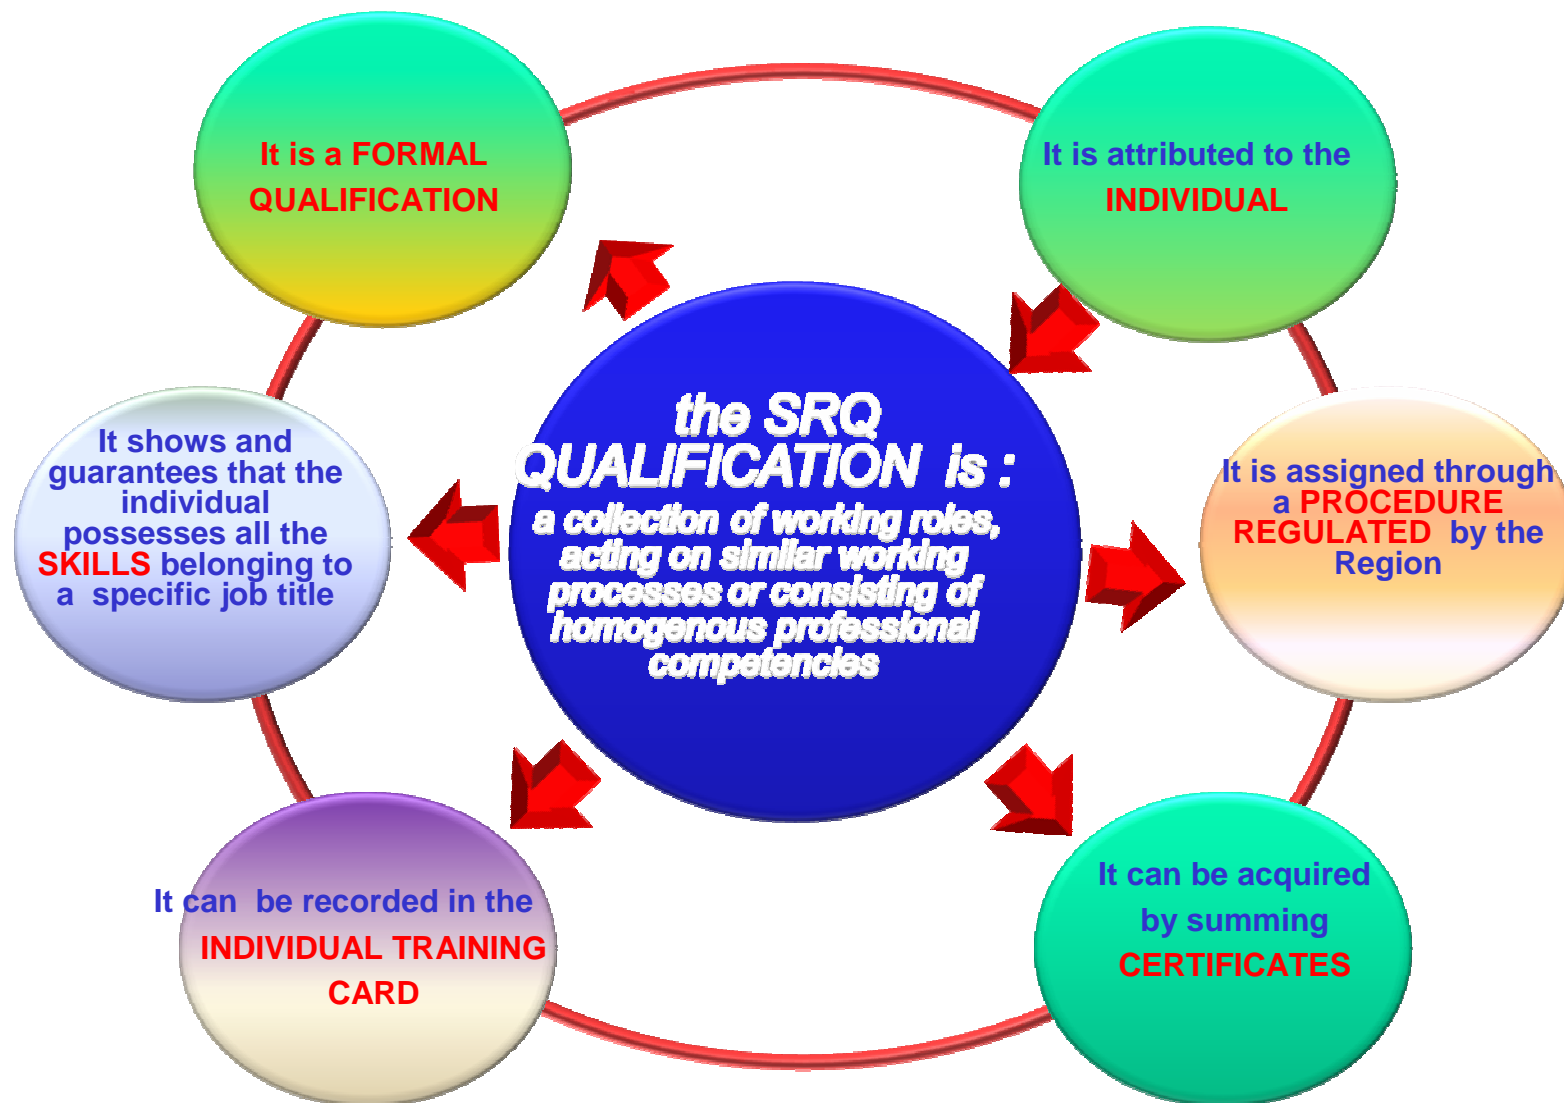 It is a FORMAL
QUALIFICATION
It is attributed to the
INDIVIDUAL
the SRQ
QUALIFICATION is :
a collection of working roles,
acting on similar working
processes or consisting of
homogenous professional
competencies
It shows and
guarantees that the
individual
possesses all the
SKILLS belonging to
a specific job title
It is assigned through
a PROCEDURE
REGULATED by the
Region
It can be recorded in the
INDIVIDUAL TRAINING
CARD
It can be acquired
by summing
CERTIFICATES